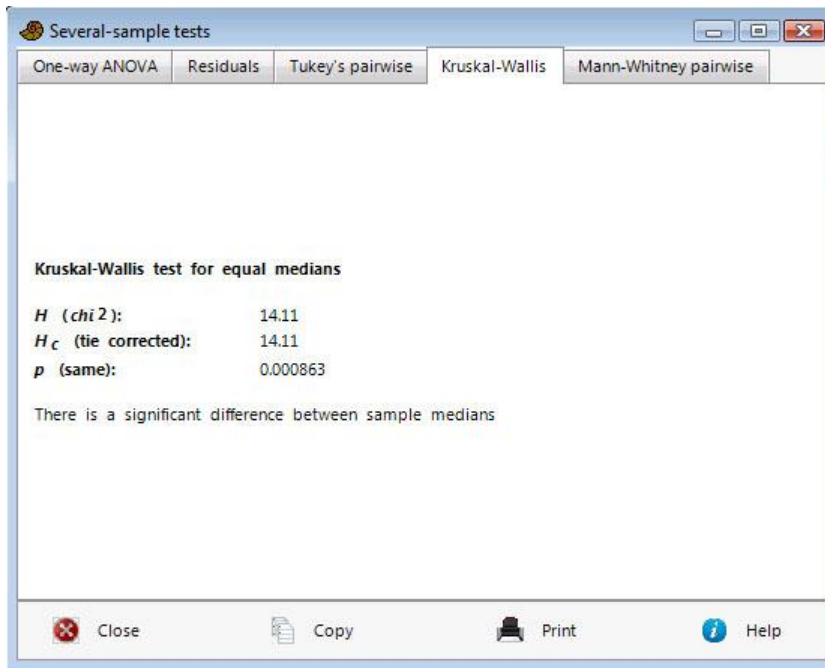 Several-sample tests
One-way ANOVA Residuals Tukey's pairwise Kruskal-Wallis Mann-Whitney pairwise
Kruskal-Wallis test for equal medians
H (chi2): 14.11
Hc (tie corrected): 14.11
p (same): 0.000863
There is a significant difference between sample medians
Close Copy Print Help